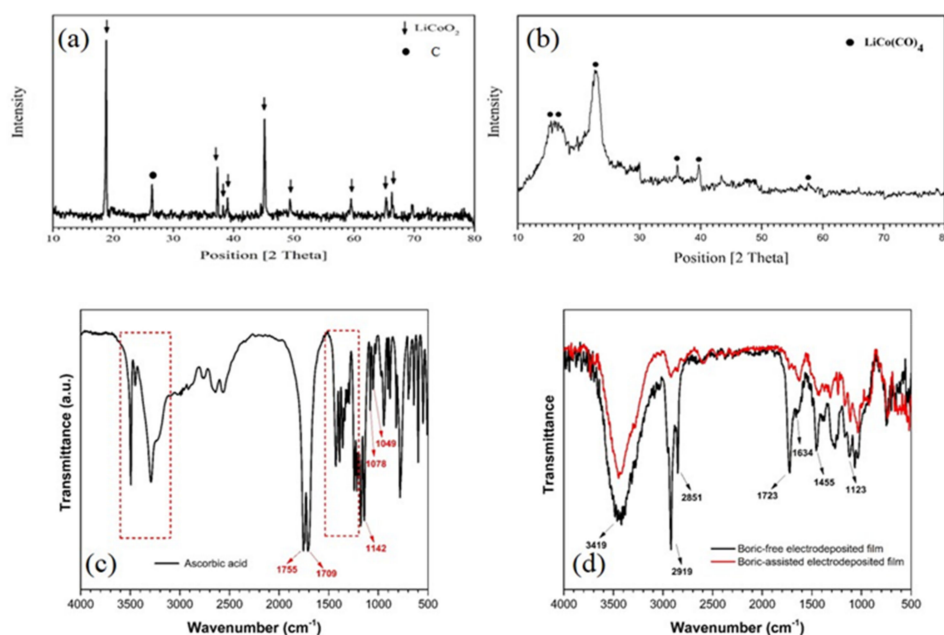 (a)
LiCoO2
C
Intensity
10 20 30 40 50 60 70 80
Position [2 Theta]
(b)
LiCo(CO)4
Intensity
10 20 30 40 50 60 70 80
Position [2 Theta]
(c)
Transmittance (a.u.)
1049
1078
1142
1755
1709
Ascorbic acid
4000 3500 3000 2500 2000 1500 1000 500
Wavenumber (cm-1)
(d)
Transmittance (a.u.)
1634
2851
1723
1455
1123
3419
2919
Boric-free electrodeposited film
Boric-assisted electrodeposited film
4000 3500 3000 2500 2000 1500 1000 500
Wavenumber (cm-1)